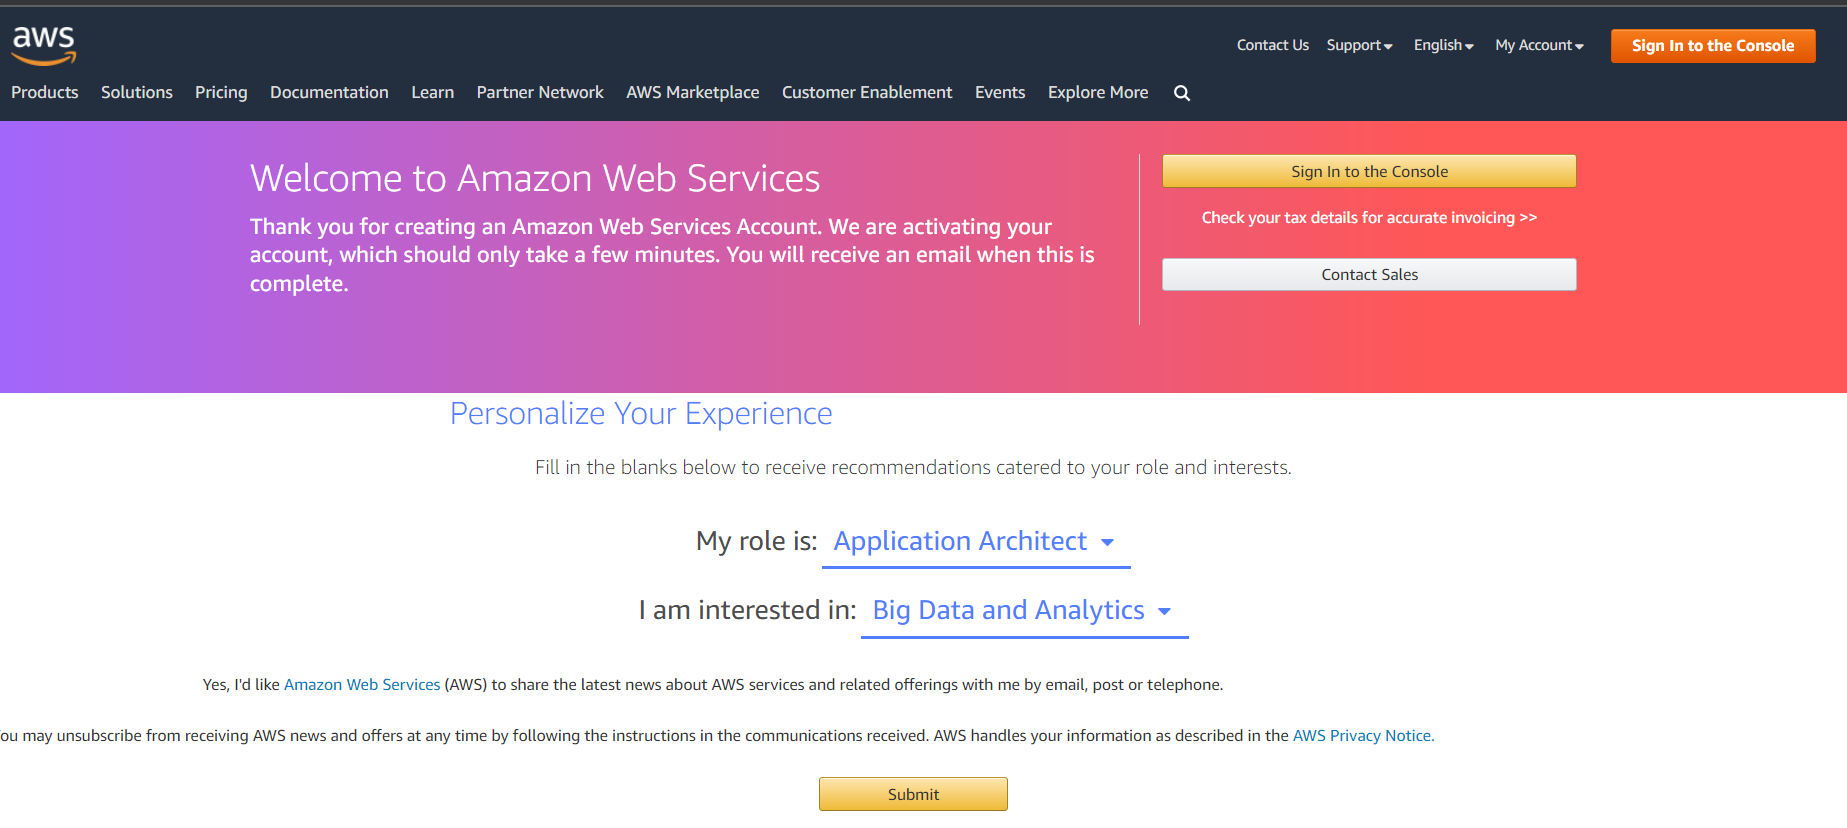 aws
Contact Us Support English My Account Sign In to the Console
Products Solutions Pricing Documentation Learn Partner Network AWS Marketplace Customer Enablement Events Explore More
Welcome to Amazon Web Services
Thank you for creating an Amazon Web Services Account. We are activating your
account, which should only take a few minutes. You will receive an email when this is
complete.
Sign In to the Console
Check your tax details for accurate invoicing >>
Contact Sales
Personalize Your Experience
Fill in the blanks below to receive recommendations catered to your role and interests.
My role is: Application Architect
I am interested in: Big Data and Analytics
Yes, I'd like Amazon Web Services (AWS) to share the latest news about AWS services and related offerings with me by email, post or telephone.
ou may unsubscribe from receiving AWS news and offers at any time by following the instructions in the communications received. AWS handles your information as described in the AWS Privacy Notice.
Submit